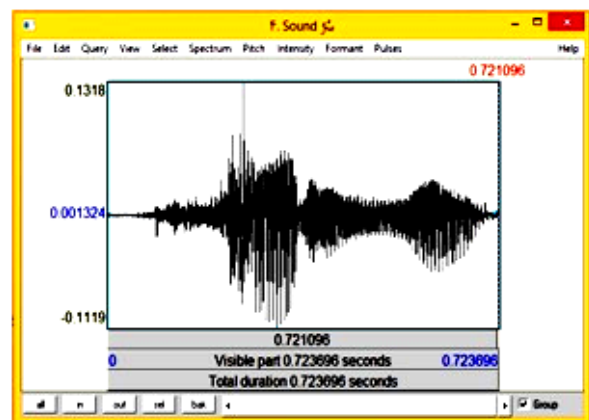 ۴. Sound
File Edit Query View Select Spectrum Pitch Intensity Formant Pulses Help
0.721096
0.1318
0.001324
-0.1119
0.721096
0 Visible part 0.723696 seconds 0.723696
Total duration 0.723696 seconds
all in out sel bak Group